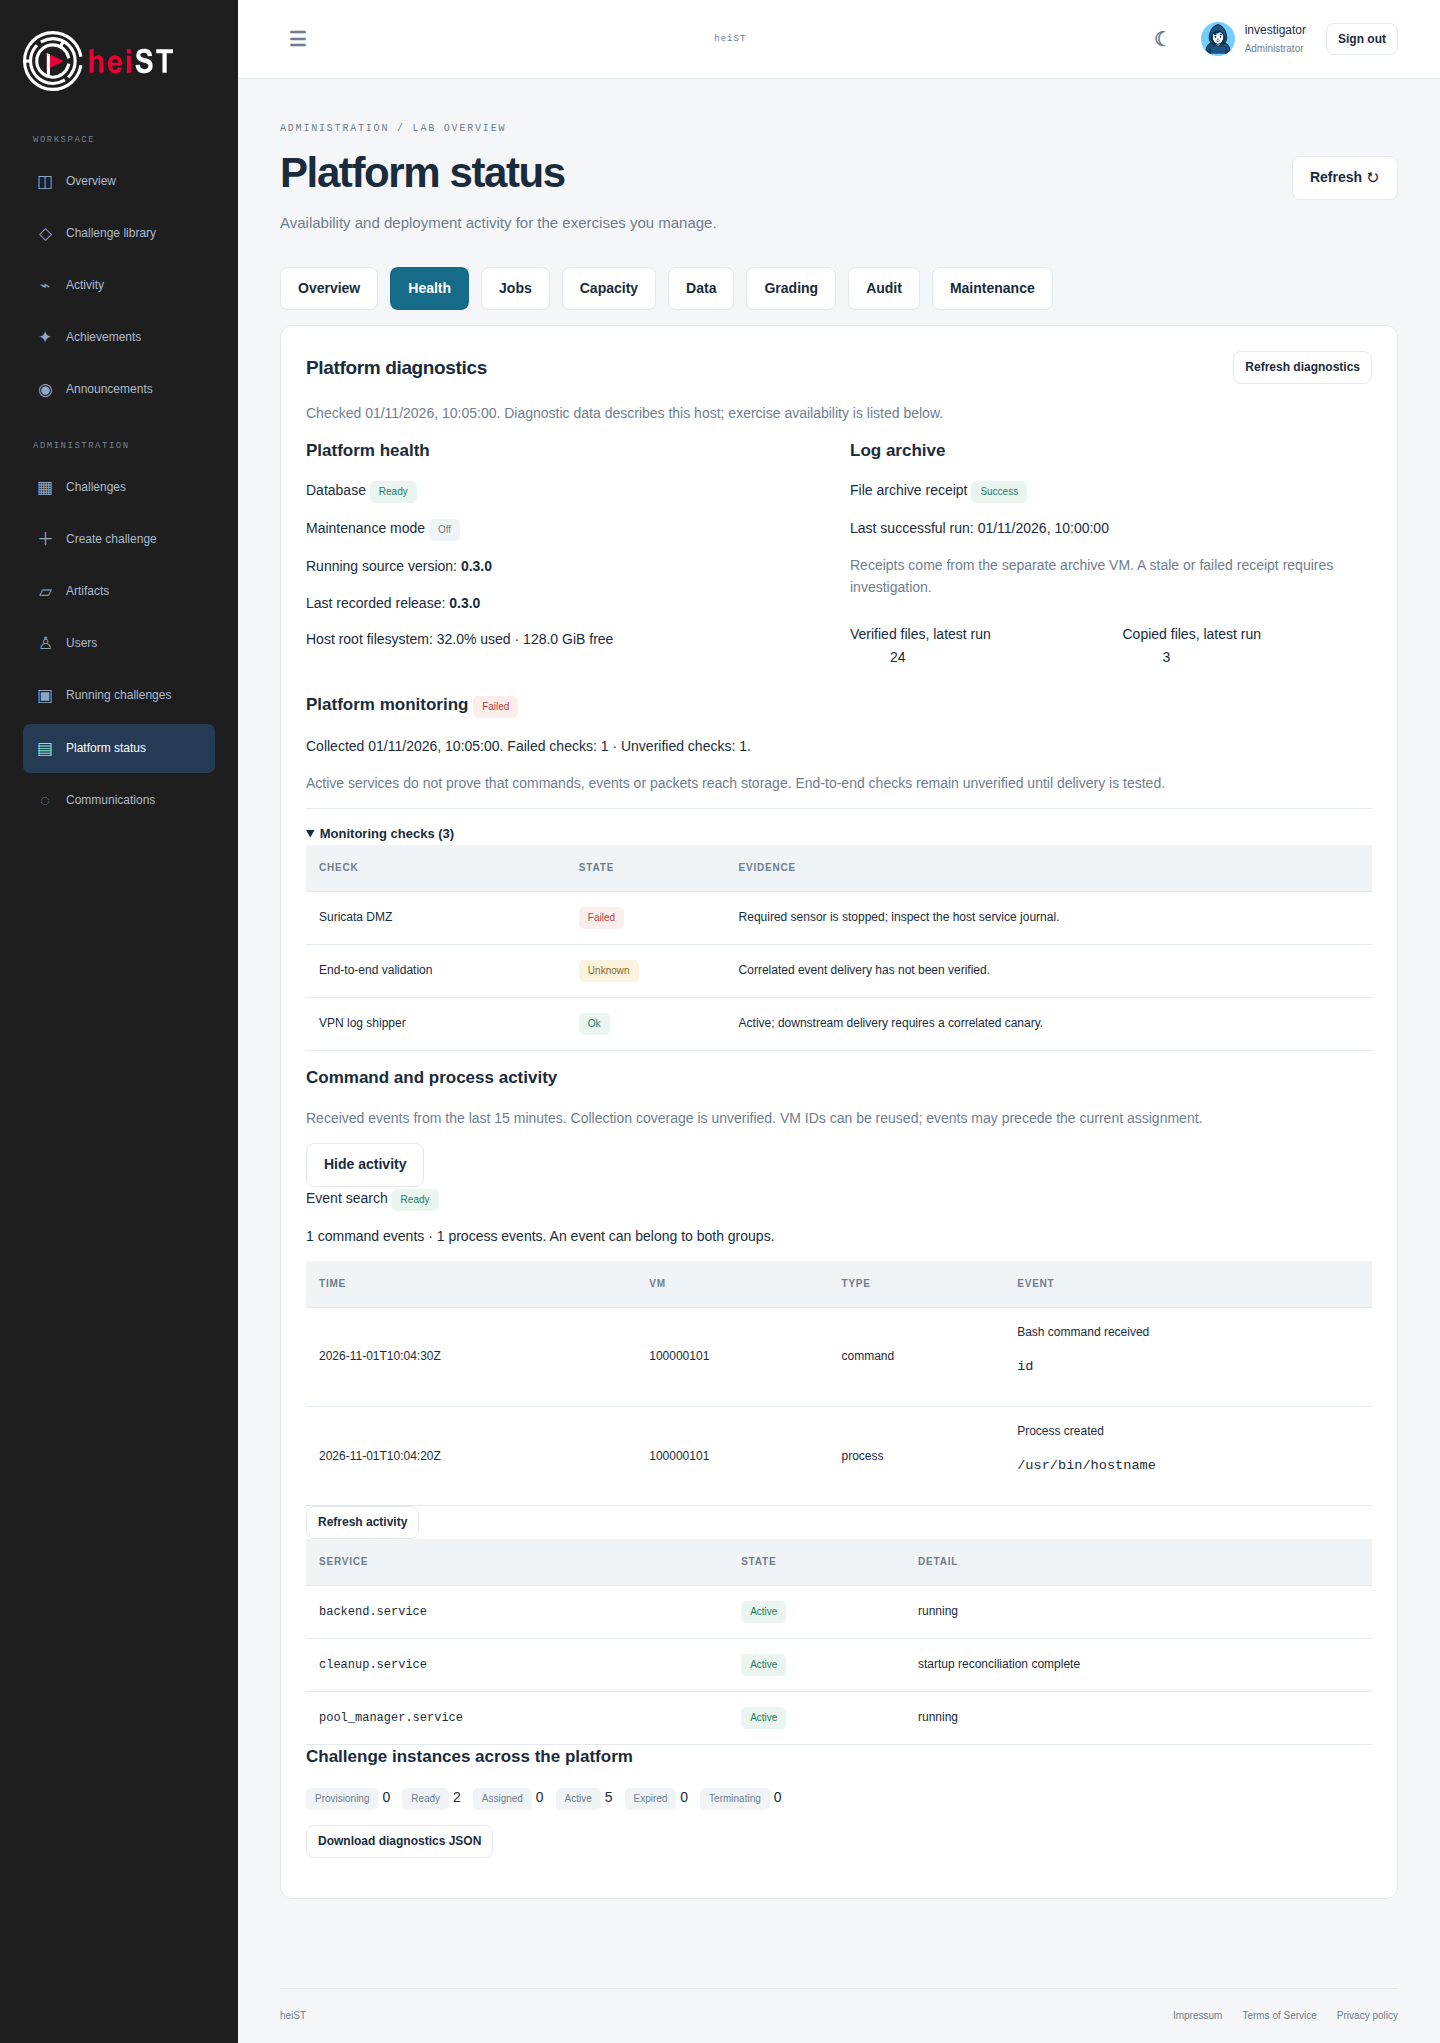 heiST
WORKSPACE
Overview
Challenge library
Activity
Achievements
Announcements
ADMINISTRATION
Challenges
Create challenge
Artifacts
Users
Running challenges
Platform status
Communications
heiST
investigator
Administrator
Sign out
ADMINISTRATION / LAB OVERVIEW
Platform status
Refresh ↻
Availability and deployment activity for the exercises you manage.
Overview Health Jobs Capacity Data Grading Audit Maintenance
Platform diagnostics
Refresh diagnostics
Checked 01/11/2026, 10:05:00. Diagnostic data describes this host; exercise availability is listed below.
Platform health
Database Ready
Maintenance mode Off
Running source version: 0.3.0
Last recorded release: 0.3.0
Host root filesystem: 32.0% used · 128.0 GiB free
Log archive
File archive receipt Success
Last successful run: 01/11/2026, 10:00:00
Receipts come from the separate archive VM. A stale or failed receipt requires
investigation.
Verified files, latest run Copied files, latest run
24 3
Platform monitoring Failed
Collected 01/11/2026, 10:05:00. Failed checks: 1 · Unverified checks: 1.
Active services do not prove that commands, events or packets reach storage. End-to-end checks remain unverified until delivery is tested.
▼ Monitoring checks (3)
CHECK STATE EVIDENCE
Suricata DMZ Failed Required sensor is stopped; inspect the host service journal.
End-to-end validation Unknown Correlated event delivery has not been verified.
VPN log shipper Ok Active; downstream delivery requires a correlated canary.
Command and process activity
Received events from the last 15 minutes. Collection coverage is unverified. VM IDs can be reused; events may precede the current assignment.
Hide activity
Event search Ready
1 command events · 1 process events. An event can belong to both groups.
TIME VM TYPE EVENT
2026-11-01T10:04:30Z 100000101 command Bash command received
id
2026-11-01T10:04:20Z 100000101 process Process created
/usr/bin/hostname
Refresh activity
SERVICE STATE DETAIL
backend.service Active running
cleanup.service Active startup reconciliation complete
pool_manager.service Active running
Challenge instances across the platform
Provisioning 0 Ready 2 Assigned 0 Active 5 Expired 0 Terminating 0
Download diagnostics JSON
heiST
Impressum Terms of Service Privacy policy